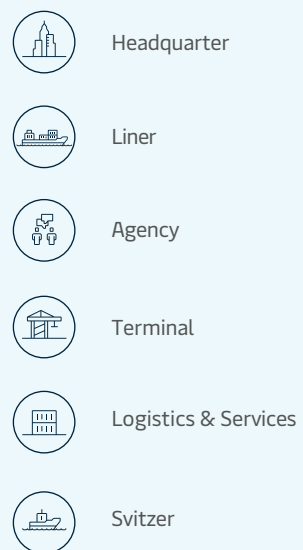 Headquarter
Liner
Agency
Terminal
Logistics & Services
Svitzer